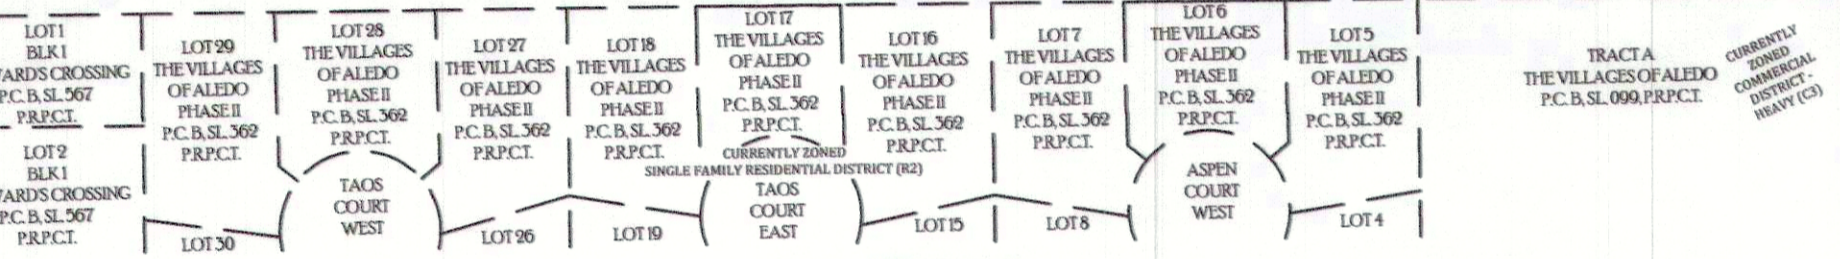 LOT 1
BLK 1
ARD'S CROSSING
P.C. B, SL. 567
P.R.P.C.T.
LOT 2
BLK 1
ARD'S CROSSING
P.C. B, SL. 567
P.R.P.C.T.
LOT 29
THE VILLAGES
OF ALEDO
PHASE II
P.C. B, SL. 362
P.R.P.C.T.
LOT 30
LOT 28
THE VILLAGES
OF ALEDO
PHASE II
P.C. B, SL. 362
P.R.P.C.T.
TAOS
COURT
WEST
LOT 27
THE VILLAGES
OF ALEDO
PHASE II
P.C. B, SL. 362
P.R.P.C.T.
LOT 26
LOT 18
THE VILLAGES
OF ALEDO
PHASE II
P.C. B, SL. 362
P.R.P.C.T.
LOT 19
LOT 17
THE VILLAGES
OF ALEDO
PHASE II
P.C. B, SL. 362
P.R.P.C.T.
CURRENTLY ZONED
SINGLE FAMILY RESIDENTIAL DISTRICT (R2)
TAOS
COURT
EAST
LOT 16
THE VILLAGES
OF ALEDO
PHASE II
P.C. B, SL. 362
P.R.P.C.T.
LOT 15
LOT 7
THE VILLAGES
OF ALEDO
PHASE II
P.C. B, SL. 362
P.R.P.C.T.
LOT 8
LOT 6
THE VILLAGES
OF ALEDO
PHASE II
P.C. B, SL. 362
P.R.P.C.T.
ASPEN
COURT
WEST
LOT 5
THE VILLAGES
OF ALEDO
PHASE II
P.C. B, SL. 362
P.R.P.C.T.
LOT 4
TRACT A
THE VILLAGES OF ALEDO
P.C. B, SL. 099, P.R.P.C.T.
CURRENTLY
ZONED
COMMERCIAL
DISTRICT -
HEAVY (C3)